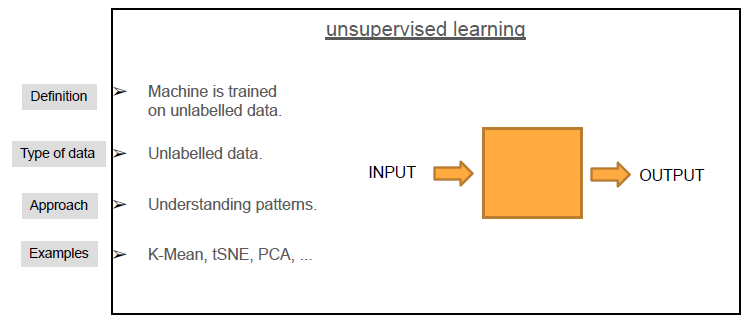 unsupervised learning
Definition ➢ Machine is trained
on unlabelled data.
Type of data ➢ Unlabelled data.
INPUT OUTPUT
Approach ➢ Understanding patterns.
Examples ➢ K-Mean, tSNE, PCA, ...